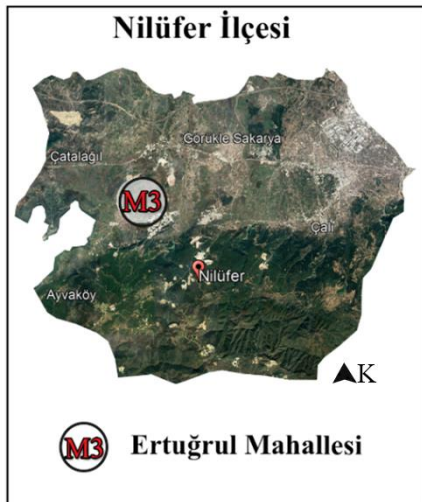 Nilüfer İlçesi
Görükle Sakarya
Çatalağıl
M3
Çalı
Nilüfer
Ayvaköy
K
M3 Ertuğrul Mahallesi